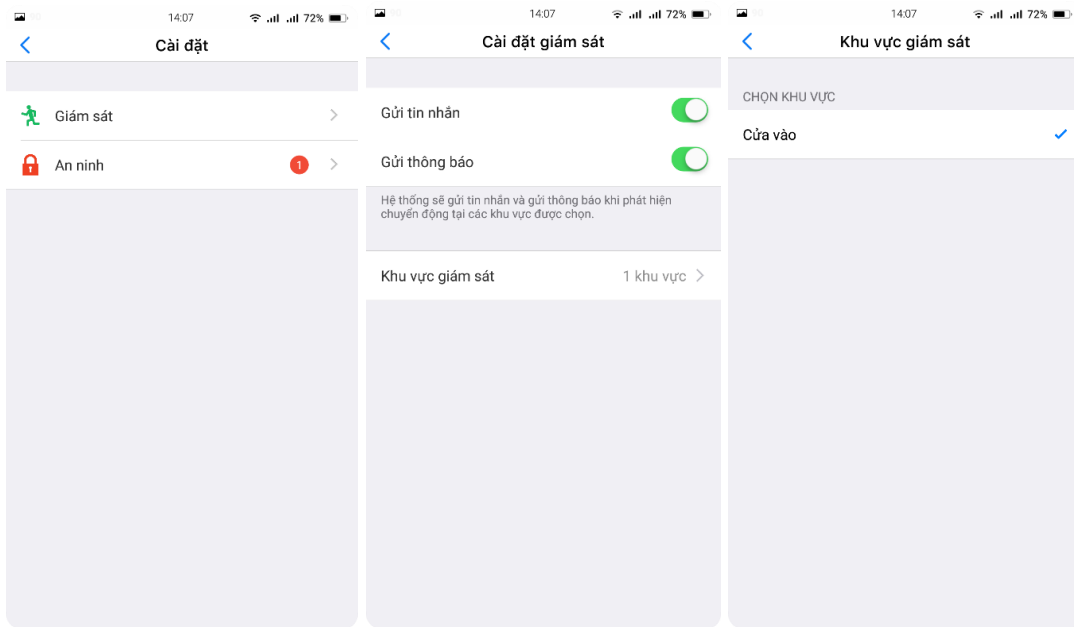 14:07
72%
Cài đặt
Giám sát
An ninh
1
14:07
72%
Cài đặt giám sát
Gửi tin nhắn
Gửi thông báo
Hệ thống sẽ gửi tin nhắn và gửi thông báo khi phát hiện
chuyển động tại các khu vực được chọn.
Khu vực giám sát
1 khu vực
14:07
72%
Khu vực giám sát
CHỌN KHU VỰC
Cửa vào